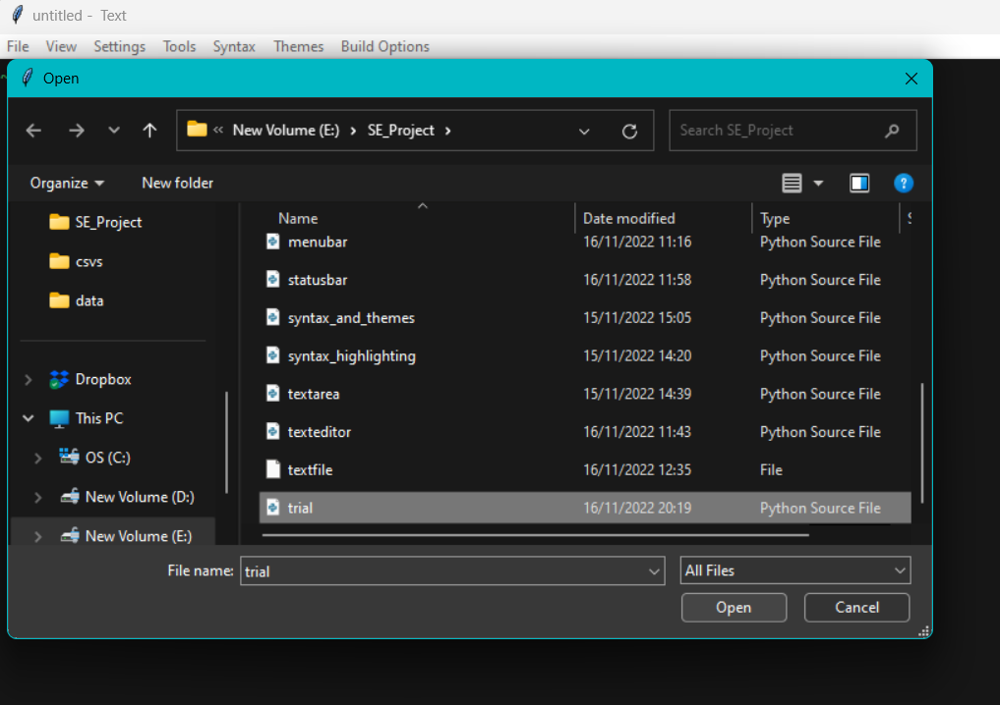 untitled - Text
File View Settings Tools Syntax Themes Build Options
Open
« New Volume (E:) › SE_Project ›
Search SE_Project
Organize New folder
?
SE_Project
csvs
data
Dropbox
This PC
OS (C:)
New Volume (D:)
New Volume (E:)
Name Date modified Type
menubar 16/11/2022 11:16 Python Source File
statusbar 16/11/2022 11:58 Python Source File
syntax_and_themes 15/11/2022 15:05 Python Source File
syntax_highlighting 15/11/2022 14:20 Python Source File
textarea 15/11/2022 14:39 Python Source File
texteditor 16/11/2022 11:43 Python Source File
textfile 16/11/2022 12:35 File
trial 16/11/2022 20:19 Python Source File
File name: trial All Files
Open Cancel